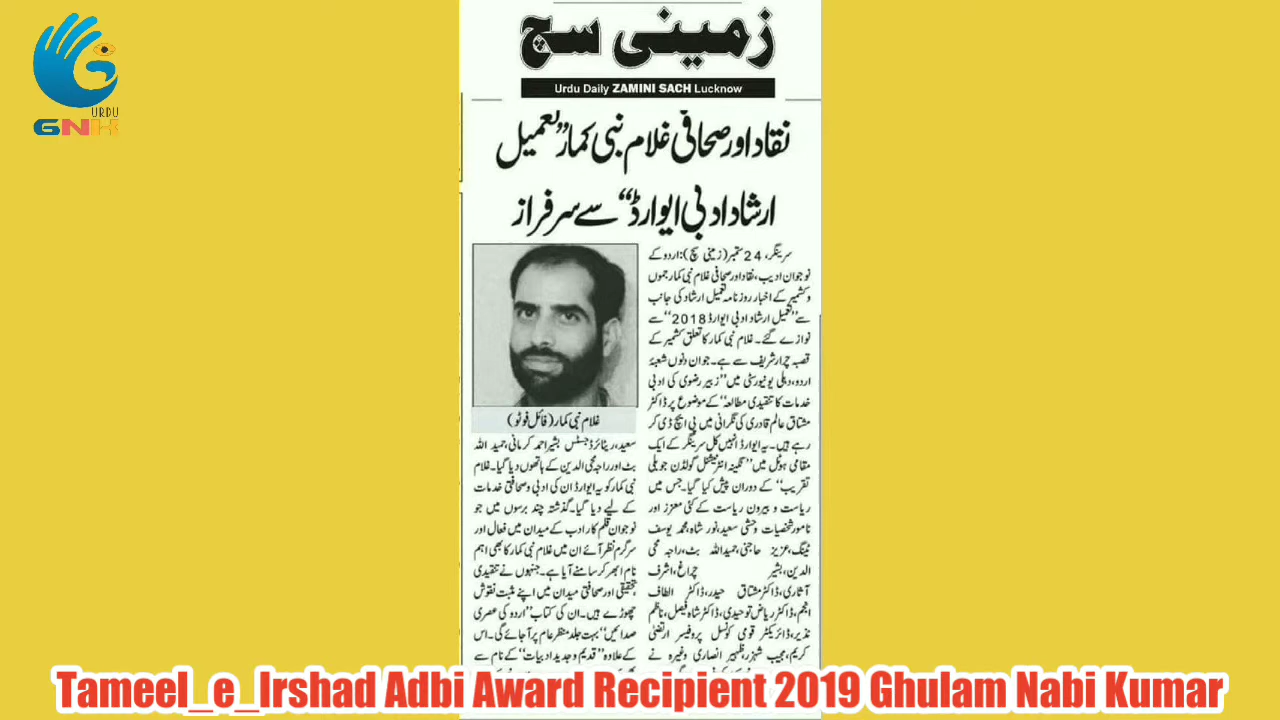 URDU
GNK
زمینی سچ
Urdu Daily ZAMINI SACH Lucknow
نقاد اور صحافی غلام نبی کمار ”تعمیل
ارشاد ادبی ایوارڈ“ سے سرفراز
سرینگر، 24 ستمبر (زمینی سچ): اردو کے
نوجوان ادیب، نقاد اور صحافی غلام نبی کمار جموں
و کشمیر کے اخبار روزنامہ تعمیل ارشاد کی جانب
سے ”تعمیل ارشاد ادبی ایوارڈ 2018“ سے
نوازے گئے۔ غلام نبی کمار کا تعلق کشمیر کے
قصبہ چرار شریف سے ہے۔ جو ان دنوں شعبۂ
اردو، دہلی یونیورسٹی میں ”زبیر رضوی کی ادبی
خدمات کا تنقیدی مطالعہ“ کے موضوع پر ڈاکٹر
مشتاق عالم قادری کی نگرانی میں پی ایچ ڈی کر
رہے ہیں۔ یہ ایوارڈ انہیں کل سرینگر کے ایک
مقامی ہوٹل میں ”نگینہ انٹرنیشنل گولڈن جوبلی
تقریب“ کے دوران پیش کیا گیا۔ جس میں
ریاست و بیرون ریاست کے کئی معزز اور
نامور شخصیات وحشی سعید، نور شاہ، محمد یوسف
ٹینگ، عزیز حاجنی، حمید اللہ بٹ، راجہ محی
الدین، بشیر چراغ، اشرف
آثاری، ڈاکٹر مشتاق حیدر، ڈاکٹر الطاف
انجم، ڈاکٹر ریاض توحیدی، ڈاکٹر شاہ فیصل، ناظم
نذیر، ڈائریکٹر قومی کونسل پروفیسر ارتضیٰ
کریم، مجیب شہزر، ظہیر انصاری وغیرہ نے
غلام نبی کمار (فائل فوٹو)
سعید، ریٹائرڈ جسٹس بشیر احمد کرمانی، حمید اللہ
بٹ اور راجہ محی الدین کے ہاتھوں دیا گیا۔ غلام
نبی کمار کو یہ ایوارڈ ان کی ادبی و صحافتی خدمات
کے لیے دیا گیا۔ گذشتہ چند برسوں میں جو
نوجوان قلم کار ادب کے میدان میں فعال اور
سرگرم نظر آئے ان میں غلام نبی کمار کا بھی اہم
نام ابھر کر سامنے آیا ہے۔ جنہوں نے تنقیدی
تحقیقی اور صحافتی میدان میں اپنے مثبت نقوش
چھوڑے ہیں۔ ان کی کتاب ”اردو کی عصری
صدائیں“ بہت جلد منظر عام پر آجائے گی۔ اس
کے علاوہ ”قدیم و جدید ادبیات“ کے نام سے
Tameel_e_Irshad Adbi Award Recipient 2019 Ghulam Nabi Kumar